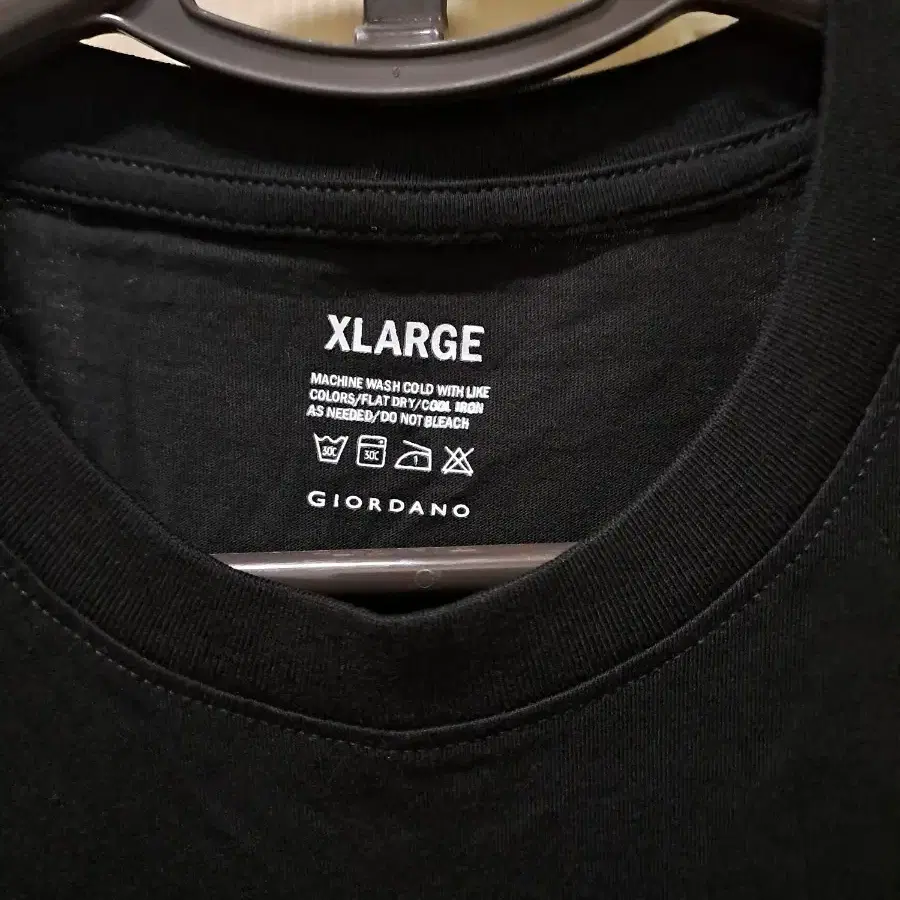 XLARGE
MACHINE WASH COLD WITH LIKE
COLORS/FLAT DRY/COOL IRON
AS NEEDED/DO NOT BLEACH
30C 30C 1
GIORDANO